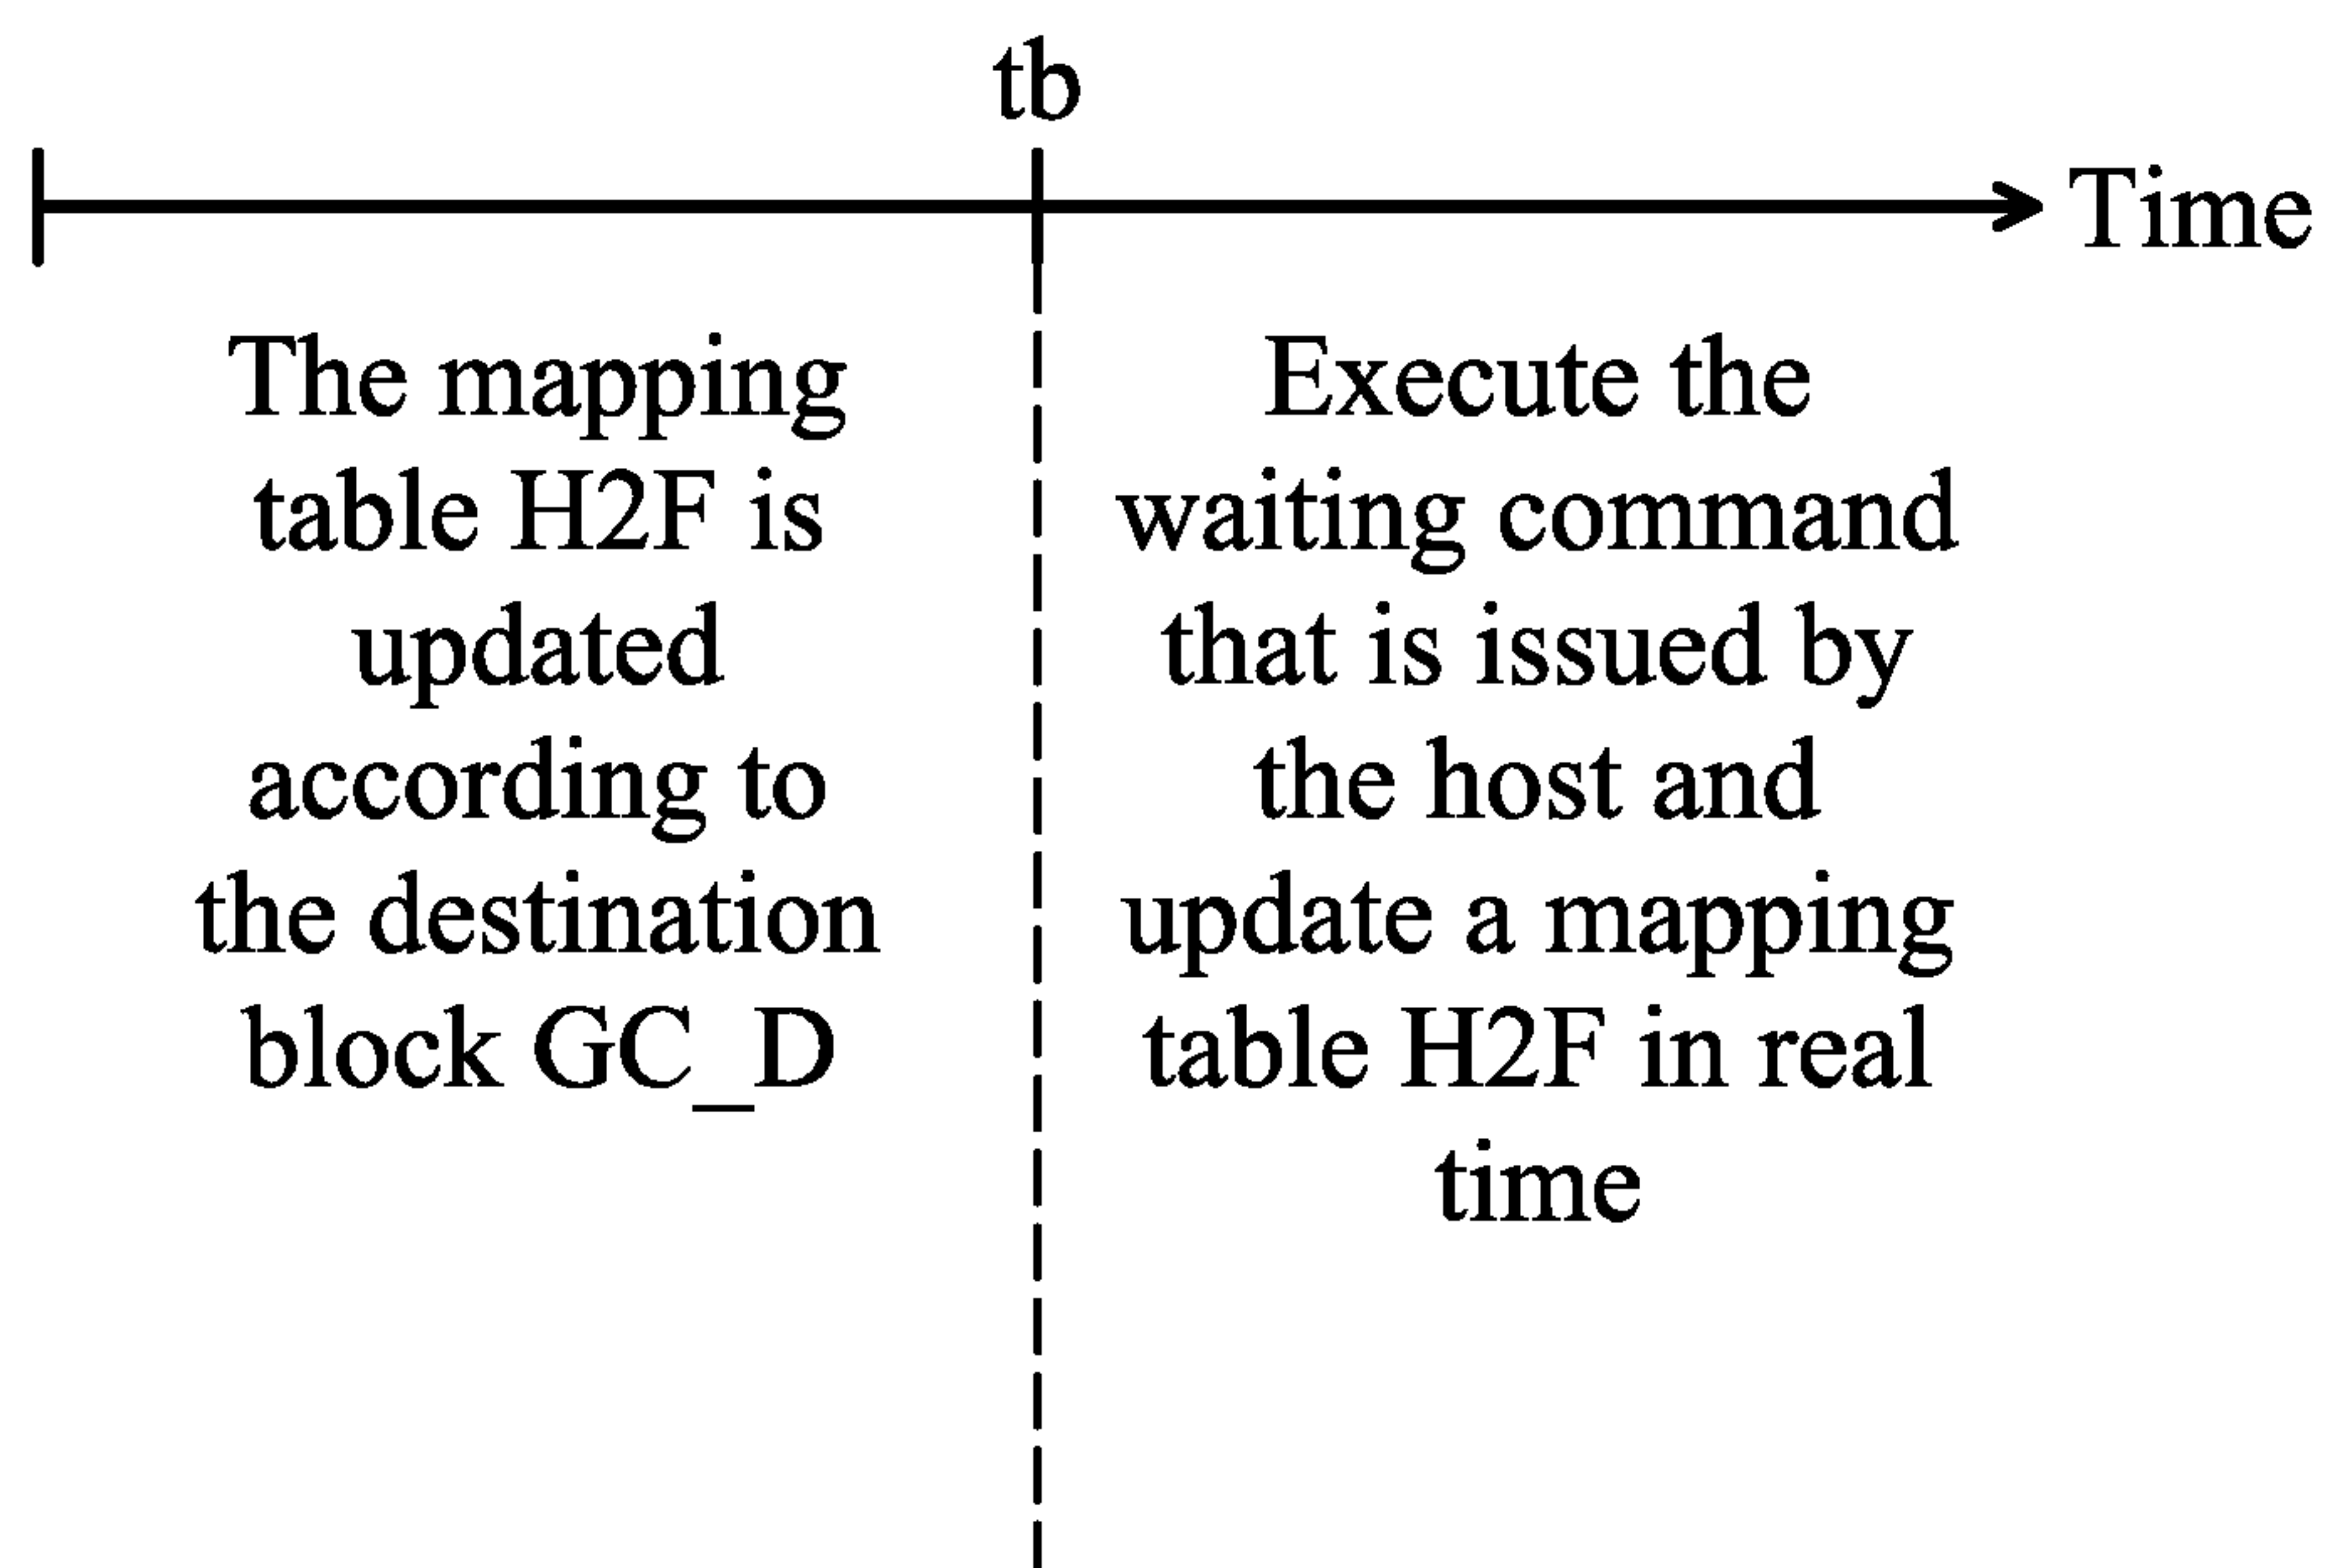 tb
Time
The mapping
table H2F is
updated
according to
the destination
block GC_D
Execute the
waiting command
that is issued by
the host and
update a mapping
table H2F in real
time